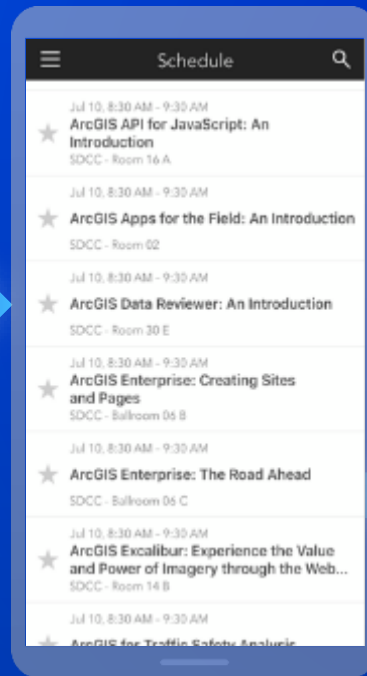 Schedule
Jul 10, 8:30 AM - 9:30 AM
ArcGIS API for JavaScript: An
Introduction
SDCC - Room 16 A
Jul 10, 8:30 AM - 9:30 AM
ArcGIS Apps for the Field: An Introduction
SDCC - Room 02
Jul 10, 8:30 AM - 9:30 AM
ArcGIS Data Reviewer: An Introduction
SDCC - Room 30 E
Jul 10, 8:30 AM - 9:30 AM
ArcGIS Enterprise: Creating Sites
and Pages
SDCC - Ballroom 06 B
Jul 10, 8:30 AM - 9:30 AM
ArcGIS Enterprise: The Road Ahead
SDCC - Ballroom 06 C
Jul 10, 8:30 AM - 9:30 AM
ArcGIS Excalibur: Experience the Value
and Power of Imagery through the Web...
SDCC - Room 14 B
Jul 10, 8:30 AM - 9:30 AM
ArcGIS for Traffic Safety Analysis